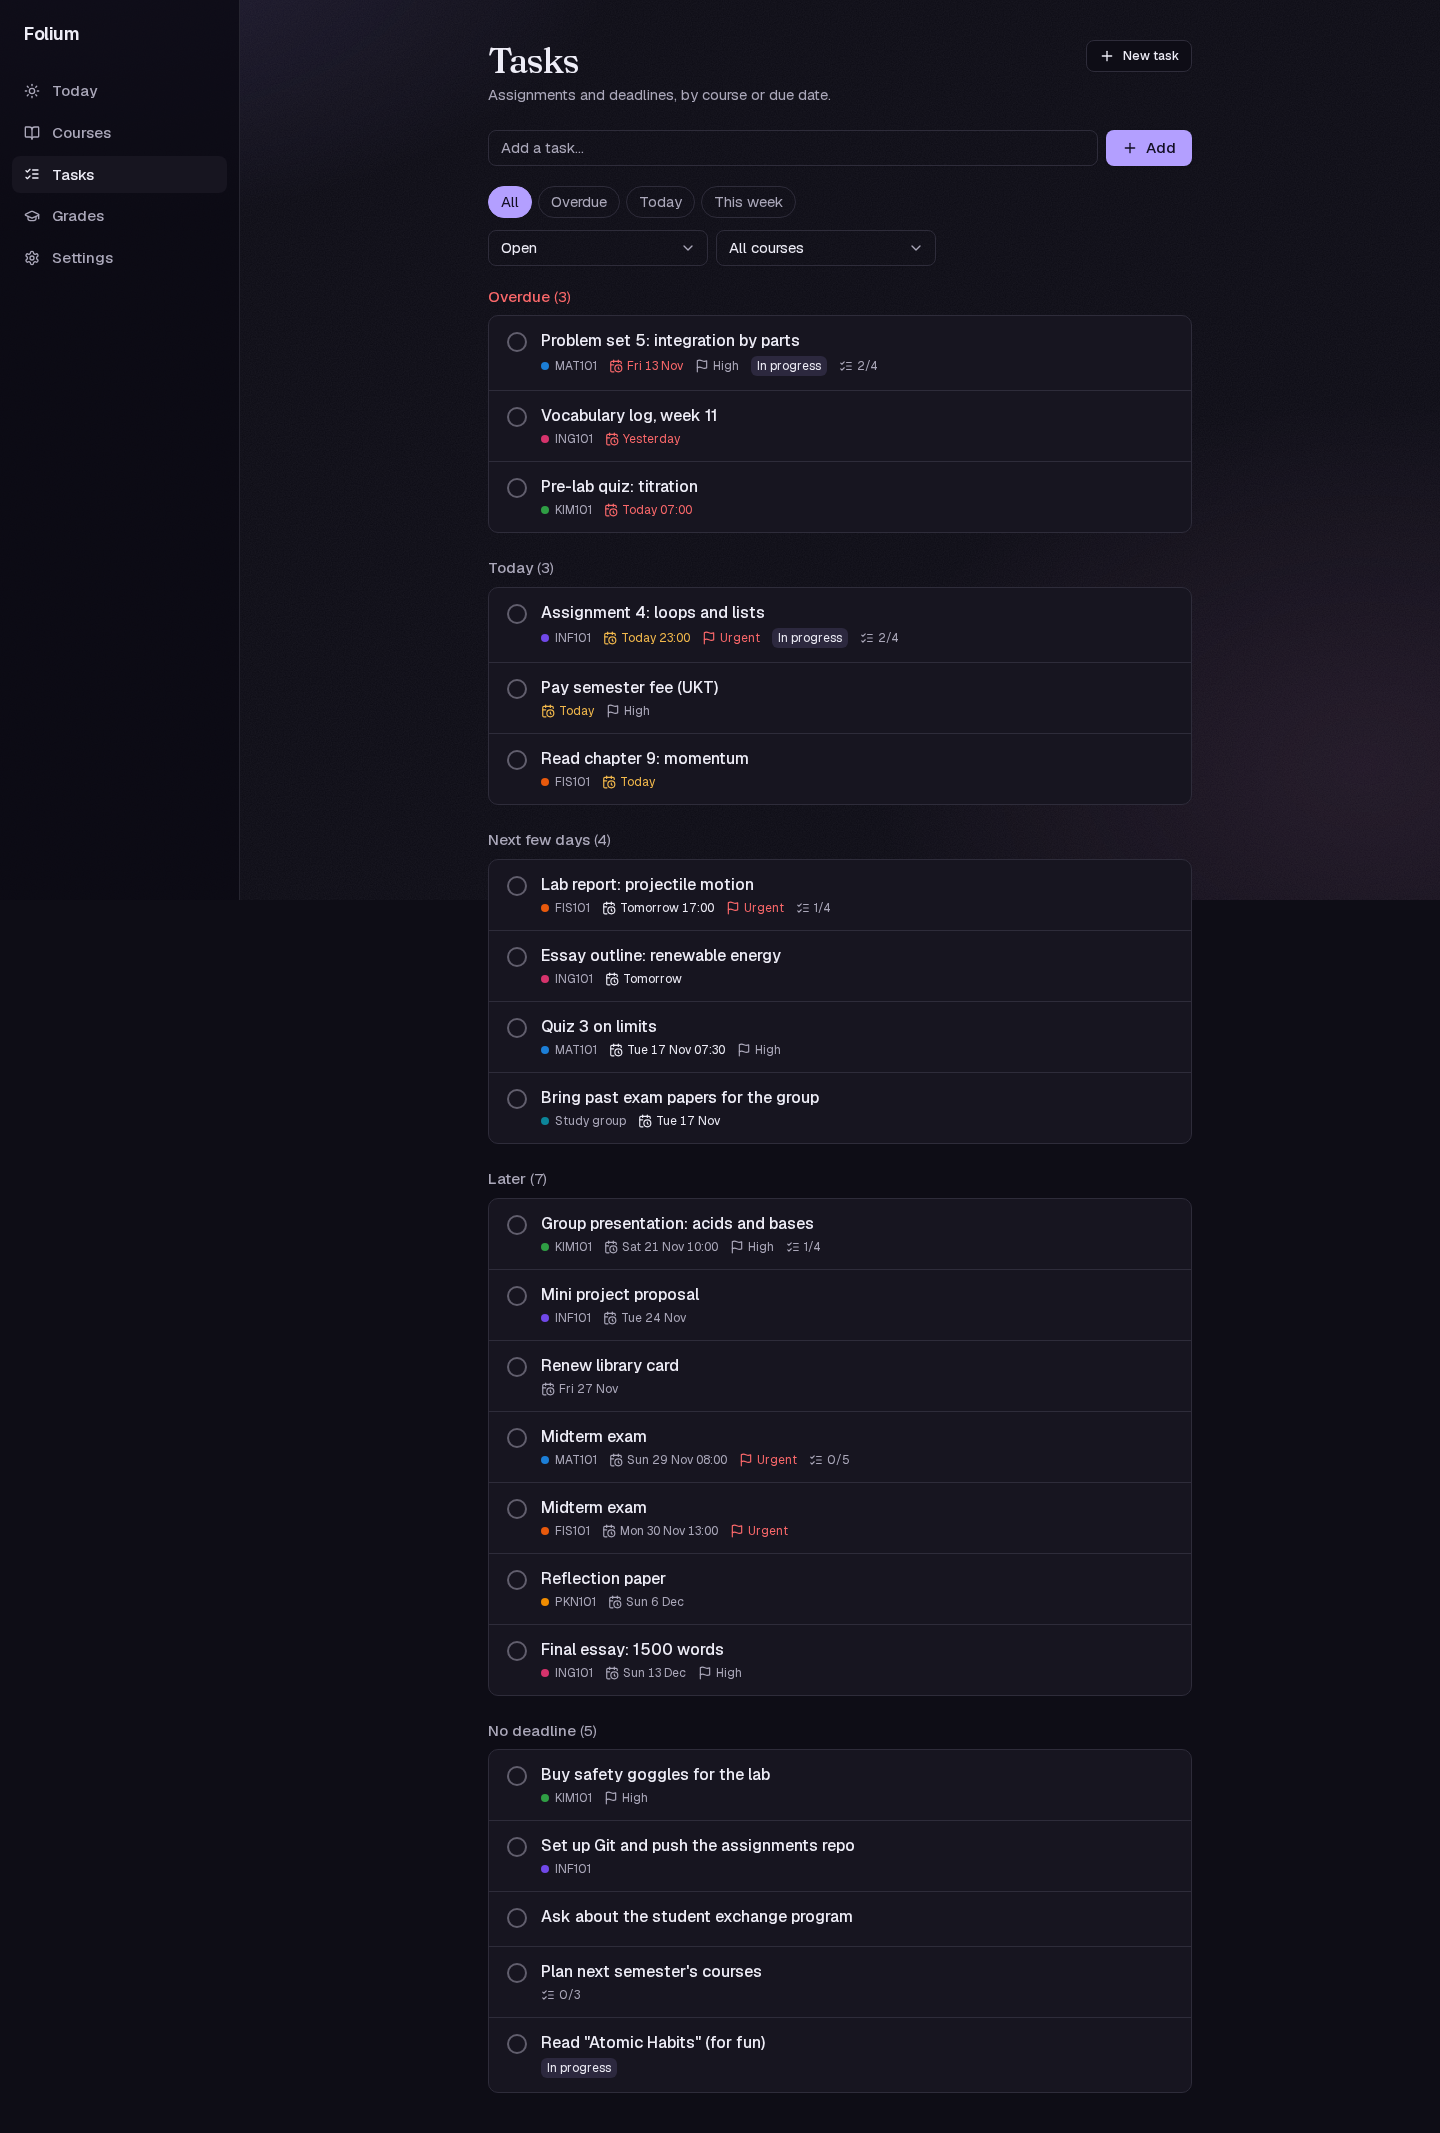 Folium
Today
Courses
Tasks
Grades
Settings
Tasks
New task
Assignments and deadlines, by course or due date.
Add a task...
Add
All Overdue Today This week
Open All courses
Overdue (3)
Problem set 5: integration by parts
MAT101 Fri 13 Nov High In progress 2/4
Vocabulary log, week 11
ING101 Yesterday
Pre-lab quiz: titration
KIM101 Today 07:00
Today (3)
Assignment 4: loops and lists
INF101 Today 23:00 Urgent In progress 2/4
Pay semester fee (UKT)
Today High
Read chapter 9: momentum
FIS101 Today
Next few days (4)
Lab report: projectile motion
FIS101 Tomorrow 17:00 Urgent 1/4
Essay outline: renewable energy
ING101 Tomorrow
Quiz 3 on limits
MAT101 Tue 17 Nov 07:30 High
Bring past exam papers for the group
Study group Tue 17 Nov
Later (7)
Group presentation: acids and bases
KIM101 Sat 21 Nov 10:00 High 1/4
Mini project proposal
INF101 Tue 24 Nov
Renew library card
Fri 27 Nov
Midterm exam
MAT101 Sun 29 Nov 08:00 Urgent 0/5
Midterm exam
FIS101 Mon 30 Nov 13:00 Urgent
Reflection paper
PKN101 Sun 6 Dec
Final essay: 1500 words
ING101 Sun 13 Dec High
No deadline (5)
Buy safety goggles for the lab
KIM101 High
Set up Git and push the assignments repo
INF101
Ask about the student exchange program
Plan next semester's courses
0/3
Read "Atomic Habits" (for fun)
In progress